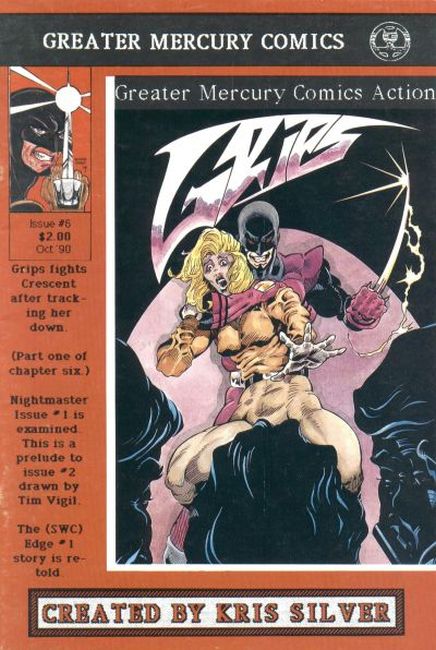 GREATER MERCURY COMICS
Greater Mercury Comics Action
GRIPS
Issue #6
$2.00
Oct '90
Grips fights
Crescent
after track-
ing her
down.
(Part one of
chapter six.)
Nightmaster
Issue #1 is
examined.
This is a
prelude to
issue #2
drawn by
Tim Vigil.
The (SWC)
Edge #1
story is re-
told
CREATED BY KRIS SILVER